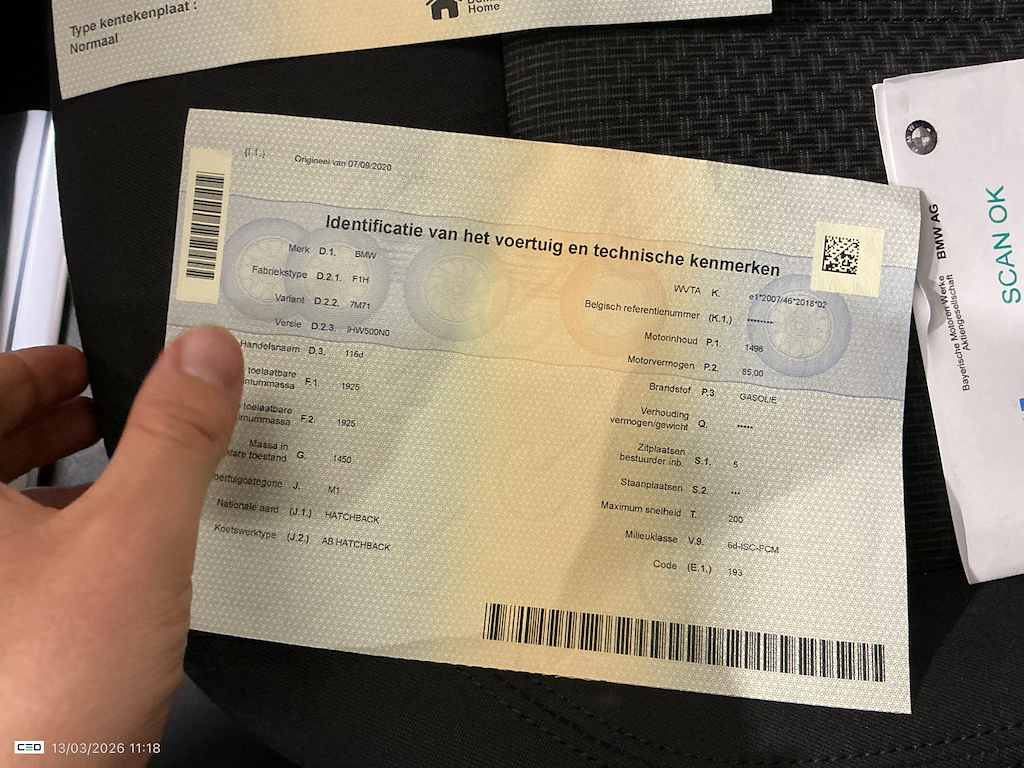 Type kentekenplaat :
Normaal
Home
(I.1.) Origineel van 07/09/2020
Identificatie van het voertuig en technische kenmerken
Merk D.1. BMW
Fabriekstype D.2.1. F1H
Variant D.2.2. 7M71
Versie D.2.3. IHW500N0
Handelsnaam D.3. 116d
toelaatbare
F.1. 1925
toelaatbare
F.2. 1925
Massa in
toestand G. 1450
J. M1
Nationale aard (J.1.) HATCHBACK
Koetswerktype (J.2.) AB HATCHBACK
WVTA K. e1*2007/46*2018*02
Belgisch referentienummer (K.1.) ********
Motorinhoud P.1. 1496
Motorvermogen P.2. 85,00
Brandstof P.3. GASOLIE
Verhouding
vermogen/gewicht Q. *****
Zitplaatsen
bestuurder inb. S.1. 5
Staanplaatsen S.2. ***
Maximum snelheid T. 200
Milieuklasse V.9. 6d-ISC-FCM
Code (E.1.) 193
BMW
Bayerische Motoren Werke
Aktiengesellschaft
BMW AG
SCAN OK
CEO 13/03/2026 11:18